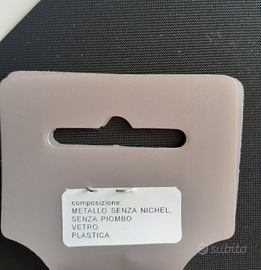 composizione:
METALLO SENZA NICHEL,
SENZA PIOMBO
VETRO
PLASTICA
subito